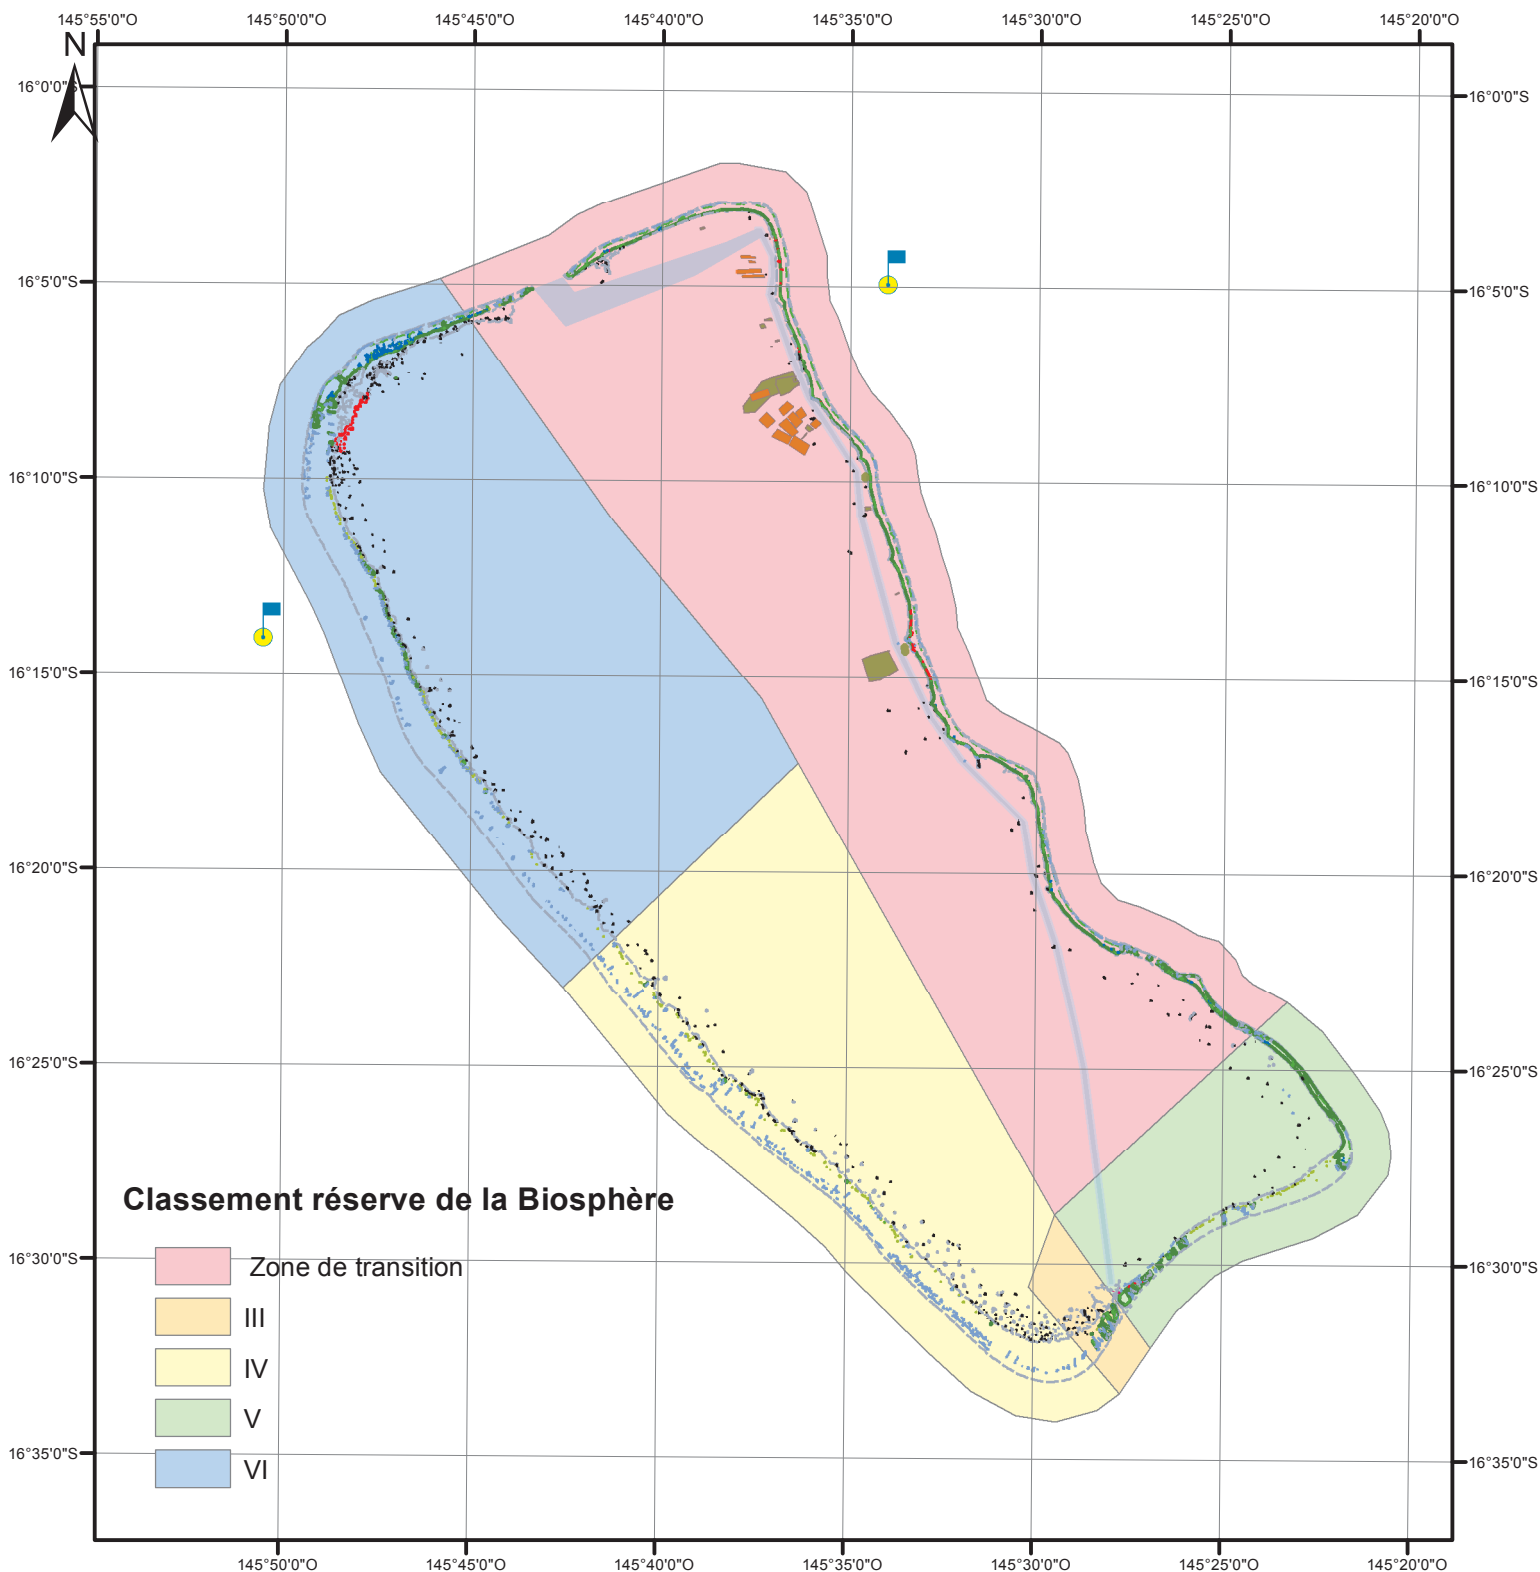 145°55'0"O 145°50'0"O 145°45'0"O 145°40'0"O 145°35'0"O 145°30'0"O 145°25'0"O 145°20'0"O
N
16°0'0"S 16°0'0"S
16°5'0"S 16°5'0"S
16°10'0"S 16°10'0"S
16°15'0"S 16°15'0"S
16°20'0"S 16°20'0"S
16°25'0"S 16°25'0"S
Classement réserve de la Biosphère
16°30'0"S 16°30'0"S
Zone de transition
III
IV
V
16°35'0"S 16°35'0"S
VI
145°50'0"O 145°45'0"O 145°40'0"O 145°35'0"O 145°30'0"O 145°25'0"O 145°20'0"O